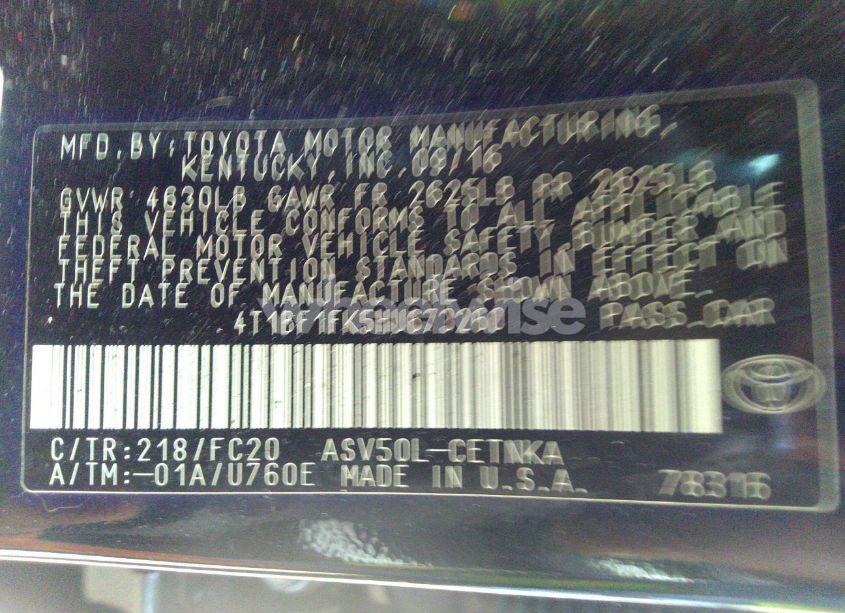 MFD. BY: TOYOTA MOTOR MANUFACTURING,
KENTUCKY, INC. 09/16
GVWR 4630LB GAWR FR 2625LB RR 2625LB
THIS VEHICLE CONFORMS TO ALL APPLICABLE
FEDERAL MOTOR VEHICLE SAFETY BUMPER AND
THEFT PREVENTION STANDARDS IN EFFECT ON
THE DATE OF MANUFACTURE SHOWN ABOVE.
PASS. CAR
C/TR:218/FC20 ASV50L-CETNKA
A/TM:-01A/U760E MADE IN U.S.A. 78316